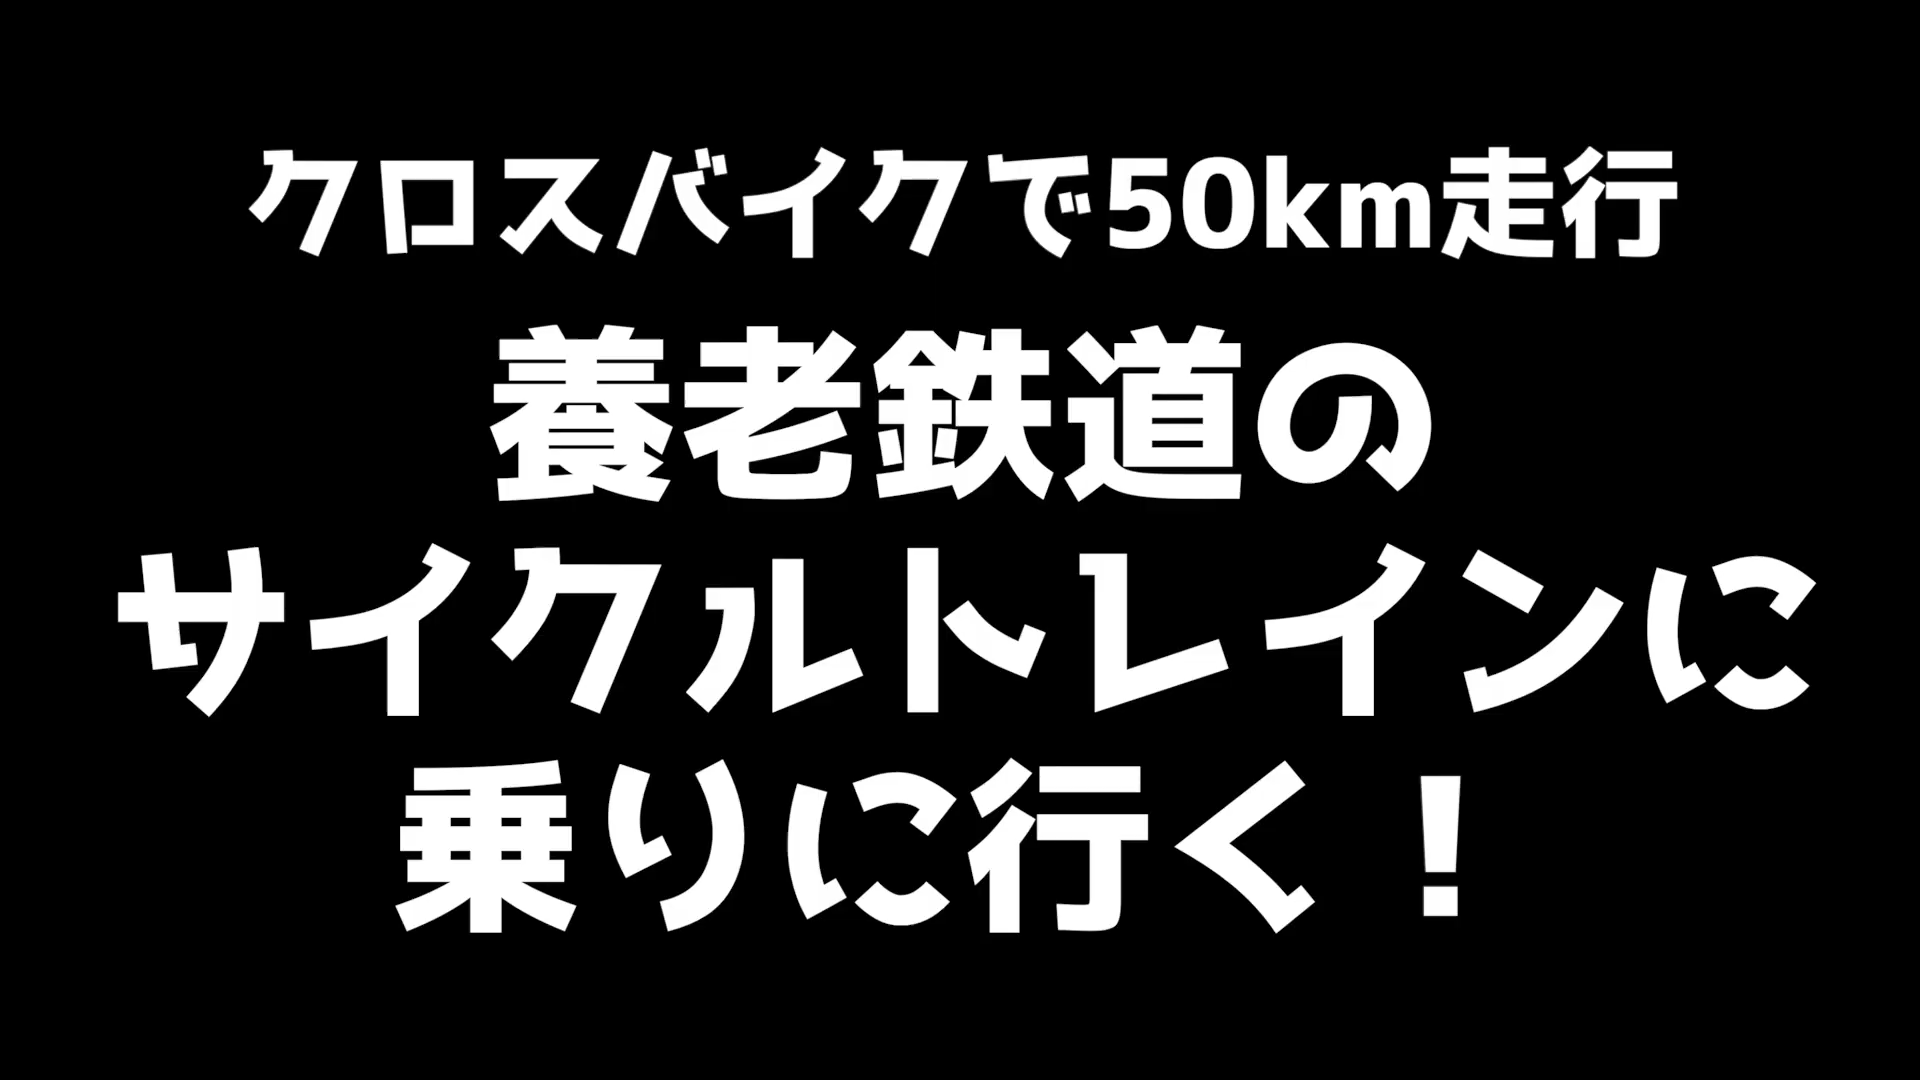 クロスバイクで50km走行
養老鉄道の
サイクルトレインに
乗りに行く！